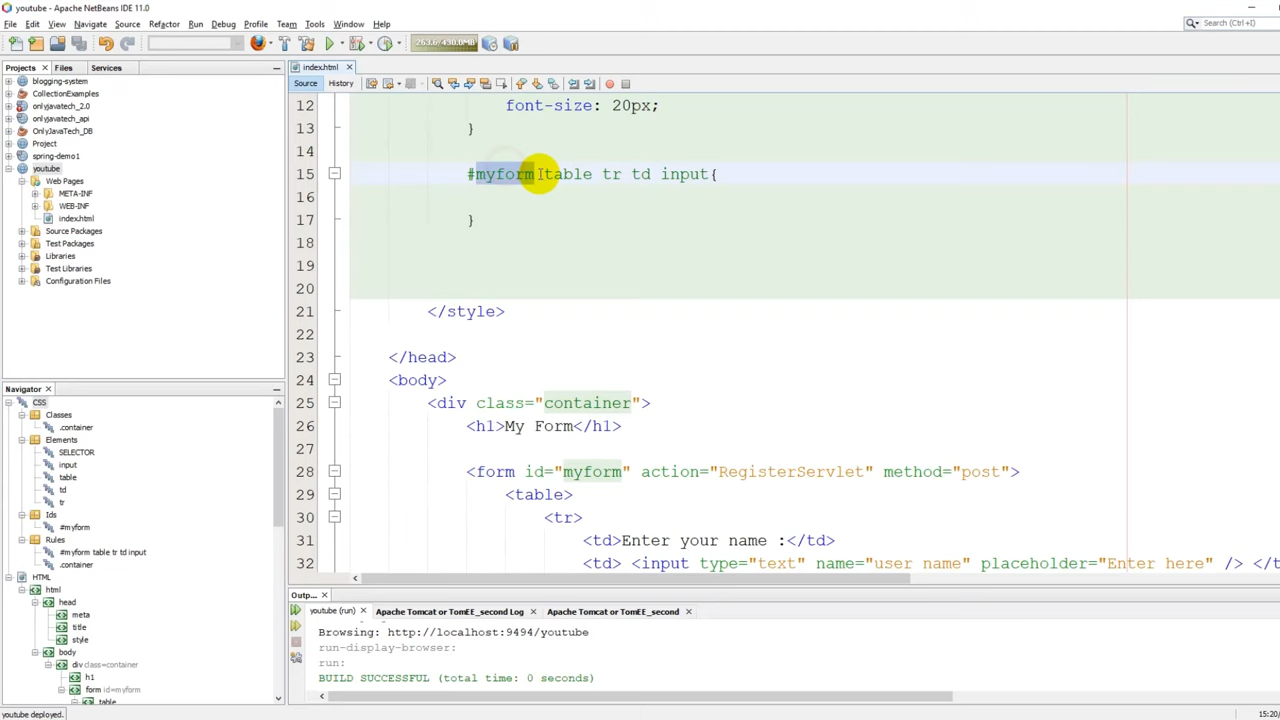 youtube - Apache NetBeans IDE 11.0
File Edit View Navigate Source Refactor Run Debug Profile Team Tools Window Help
263.6/430.0MB
Search (Ctrl+I)
Projects Files Services
index.html
Source History
blogging-system
CollectionExamples
onlyjavatech_2.0
onlyjavatech_api
OnlyJavaTech_DB
Project
spring-demo1
youtube
Web Pages
META-INF
WEB-INF
index.html
Source Packages
Test Packages
Libraries
Test Libraries
Configuration Files
12 font-size: 20px;
13 }
14
15 #myform table tr td input{
16
17 }
18
19
20
21 </style>
22
23 </head>
24 <body>
25 <div class="container">
26 <h1>My Form</h1>
27
28 <form id="myform" action="RegisterServlet" method="post">
29 <table>
30 <tr>
31 <td>Enter your name :</td>
32 <td> <input type="text" name="user name" placeholder="Enter here" /> </t
Navigator
CSS
Classes
.container
Elements
SELECTOR
input
table
td
tr
Ids
#myform
Rules
#myform table tr td input
.container
HTML
html
head
meta
title
style
body
div class=container
h1
form id=myform
table
Outp...
youtube (run) Apache Tomcat or TomEE_second Log Apache Tomcat or TomEE_second
Browsing: http://localhost:9494/youtube
run-display-browser:
run:
BUILD SUCCESSFUL (total time: 0 seconds)
youtube deployed.
15:20